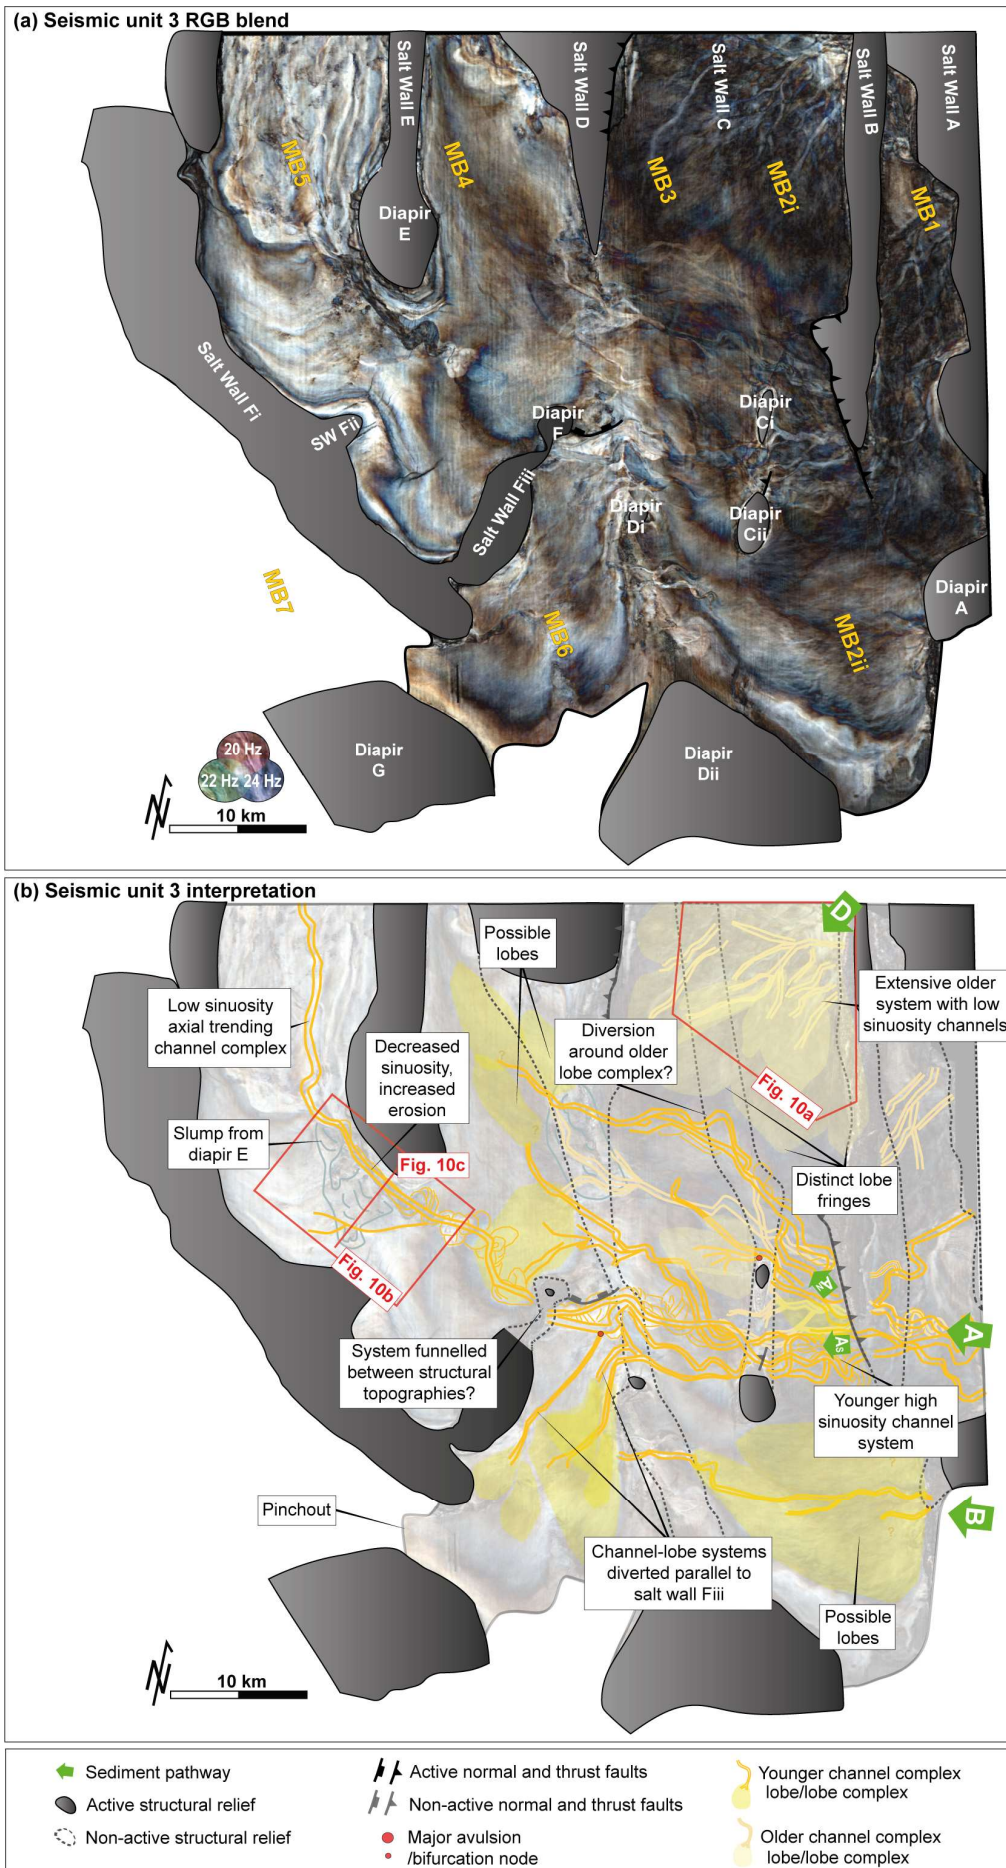 (a) Seismic unit 3 RGB blend
Salt Wall E
Salt Wall D
Salt Wall C
Salt Wall B
Salt Wall A
MB5
MB4
MB3
MB2i
MB1
Diapir
E
Salt Wall Fi
SW Fii
Diapir
F
Diapir
Ci
Salt Wall Fiii
Diapir
Di
Diapir
Cii
Diapir
A
MB7
MB6
MB2ii
Diapir
G
Diapir
Dii
20 Hz
22 Hz
24 Hz
N
10 km
(b) Seismic unit 3 interpretation
D
Possible
lobes
Low sinuosity
axial trending
channel complex
Extensive older
system with low
sinuosity channels
Diversion
around older
lobe complex?
Decreased
sinuosity,
increased
erosion
Fig. 10a
Slump from
diapir E
Fig. 10c
Distinct lobe
fringes
Fig. 10b
A
As
System funnelled
between structural
topographies?
Younger high
sinuosity channel
system
B
Pinchout
Channel-lobe systems
diverted parallel to
salt wall Fiii
Possible
lobes
N
10 km
Sediment pathway
Active structural relief
Non-active structural relief
Active normal and thrust faults
Non-active normal and thrust faults
Major avulsion
/bifurcation node
Younger channel complex
lobe/lobe complex
Older channel complex
lobe/lobe complex